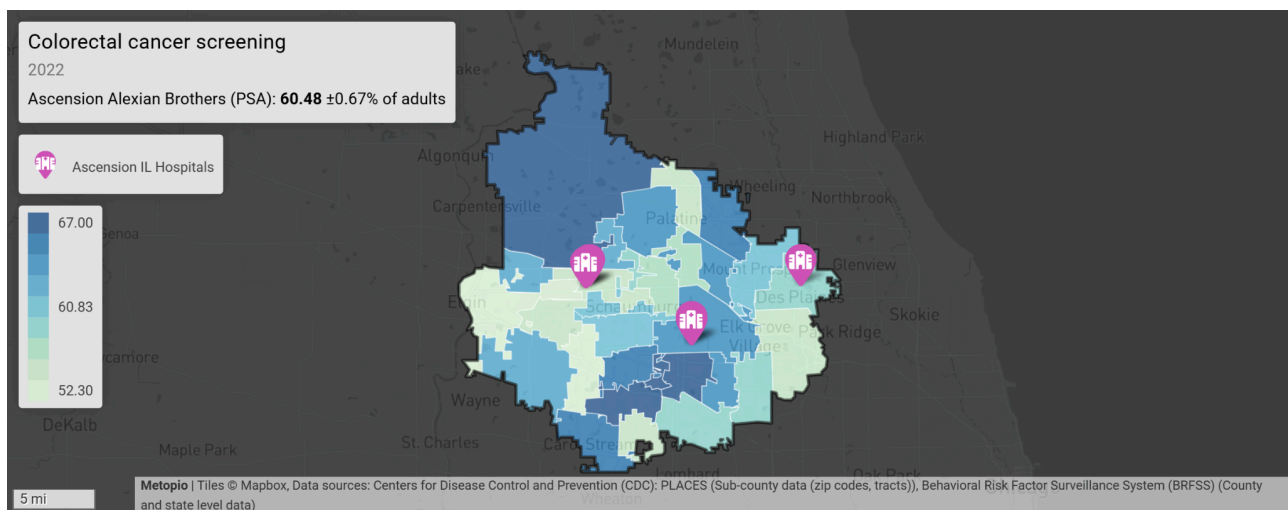 Colorectal cancer screening
2022
Ascension Alexian Brothers (PSA): 60.48 ±0.67% of adults
Ascension IL Hospitals
67.00
60.83
52.30
Mundelein
Highland Park
Algonquin
Wheeling
Northbrook
Carpentersville
Palatine
Genoa
Mount Prosp
Glenview
Elgin
Des Plaines
Schaumburg
Skokie
Elk Grove
Village
Park Ridge
ycamore
Wayne
DeKalb
St. Charles
Carol Stream
Maple Park
Lombard
Oak Park
Wheaton
Chicago
5 mi
Metopio | Tiles © Mapbox, Data sources: Centers for Disease Control and Prevention (CDC): PLACES (Sub-county data (zip codes, tracts)), Behavioral Risk Factor Surveillance System (BRFSS) (County
and state level data)